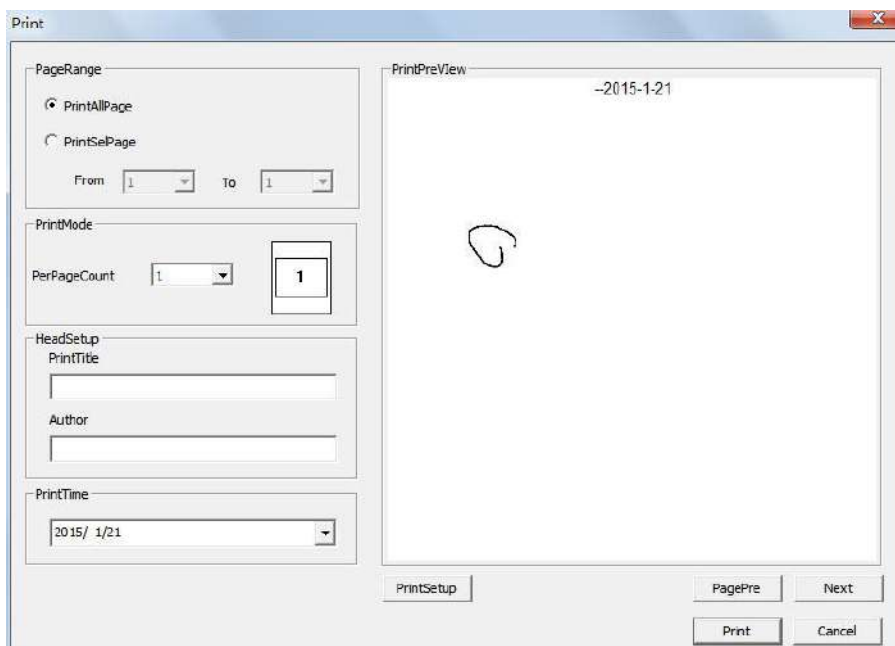 Print
PageRange
PrintAllPage
PrintSelPage
From 1 To 1
PrintMode
PerPageCount 1
1
HeadSetup
PrintTitle
Author
PrintTime
2015/ 1/21
PrintPreVIew
--2015-1-21
PrintSetup
PagePre
Next
Print
Cancel